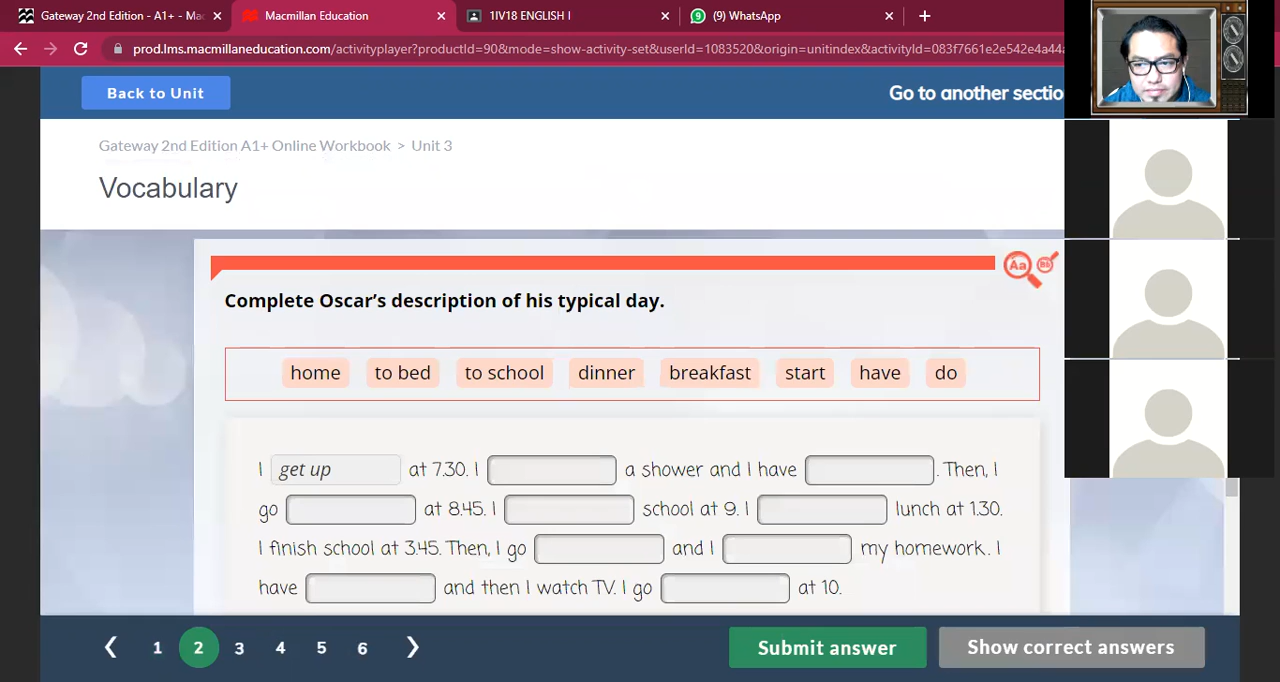 Gateway 2nd Edition - A1+ - Mac
Macmillan Education
1IV18 ENGLISH I
(9) WhatsApp
prod.lms.macmillaneducation.com/activityplayer?productId=90&mode=show-activity-set&userId=1083520&origin=unitindex&activityId=083f7661e2e542e4a44a
Back to Unit
Go to another sectio
Gateway 2nd Edition A1+ Online Workbook > Unit 3
Vocabulary
Aa
Complete Oscar's description of his typical day.
home to bed to school dinner breakfast start have do
I get up at 7.30. I a shower and I have . Then, I
go at 8.45. I school at 9. I lunch at 1.30.
I finish school at 3.45. Then, I go and I my homework. I
have and then I watch TV. I go at 10.
1 2 3 4 5 6
Submit answer
Show correct answers